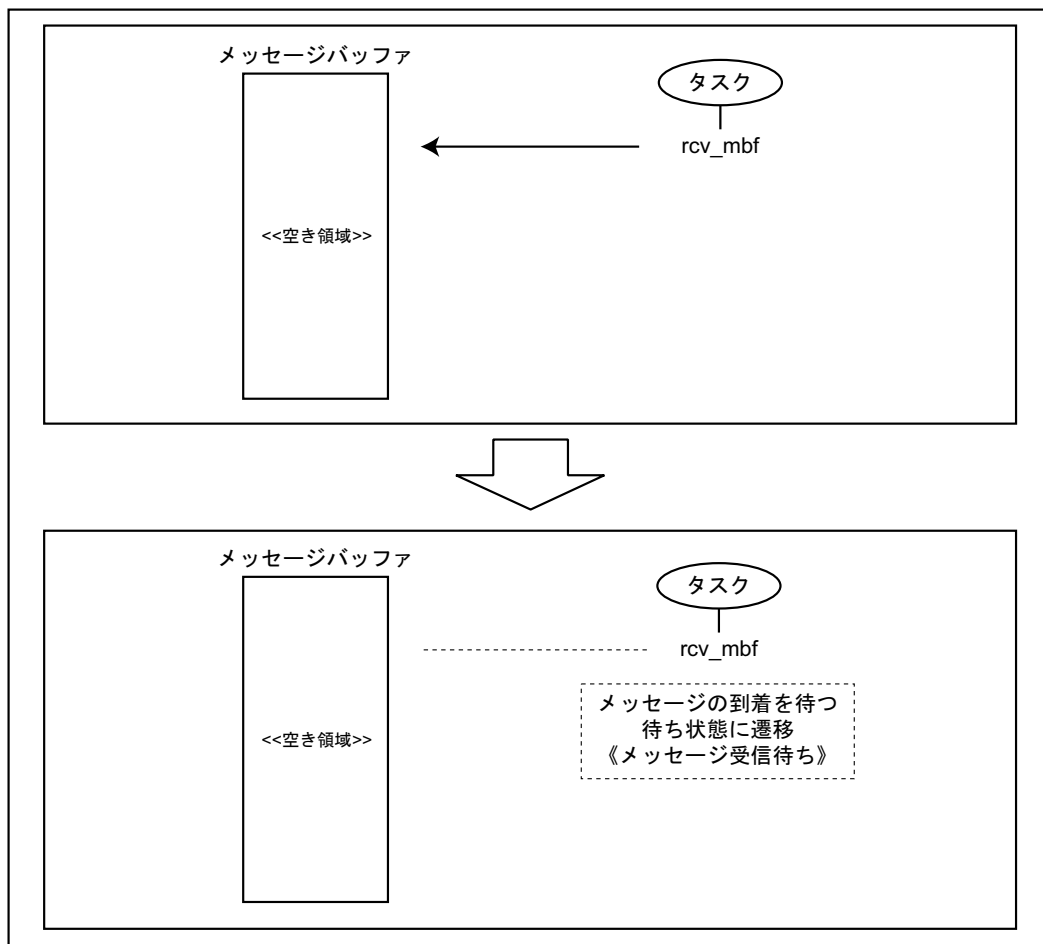 メッセージバッファ
タスク
rcv_mbf
<<空き領域>>
メッセージバッファ
タスク
rcv_mbf
メッセージの到着を待つ
待ち状態に遷移
《メッセージ受信待ち》
<<空き領域>>